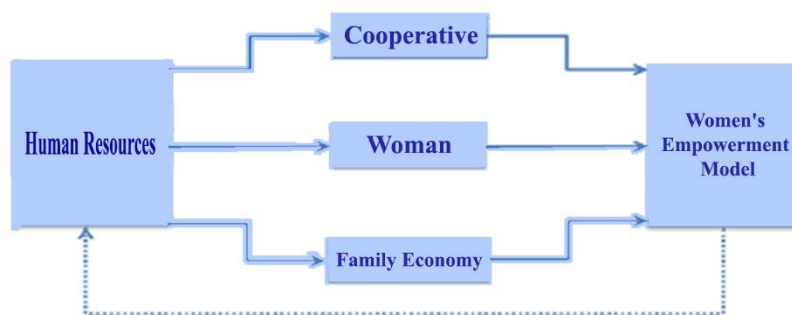 Cooperative
Human Resources
Woman
Women's
Empowerment
Model
Family Economy